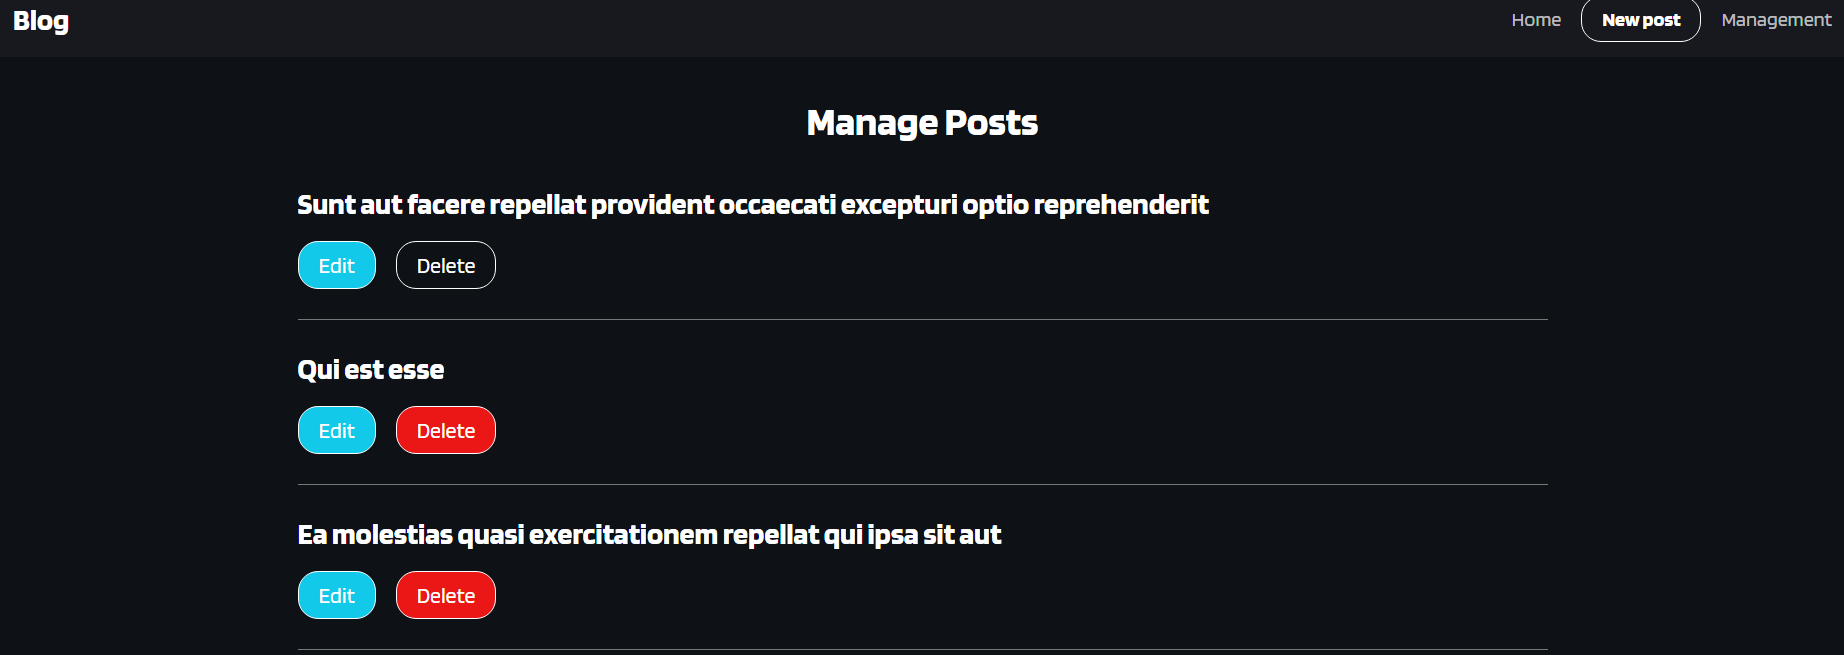 Blog
Home New post Management
Manage Posts
Sunt aut facere repellat provident occaecati excepturi optio reprehenderit
Edit Delete
Qui est esse
Edit Delete
Ea molestias quasi exercitationem repellat qui ipsa sit aut
Edit Delete